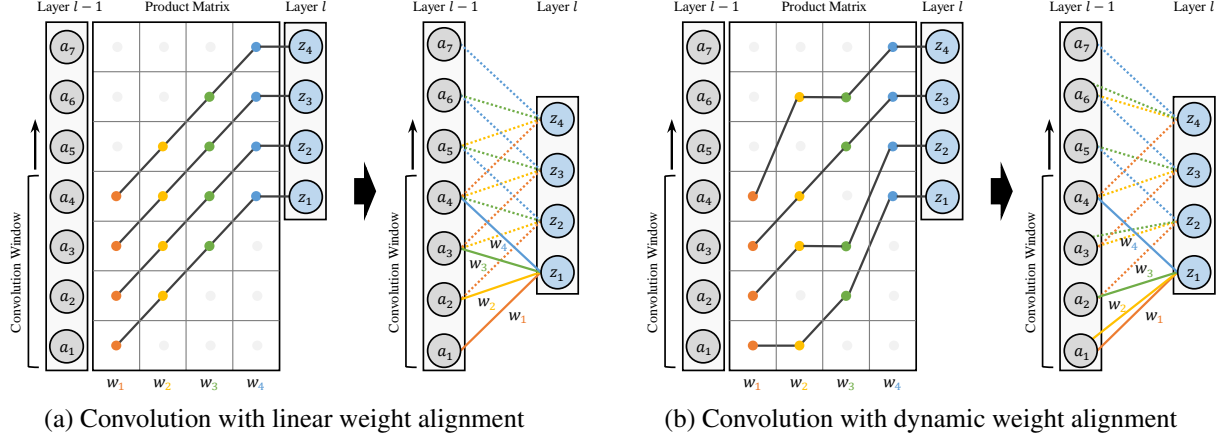 Layer l − 1 Product Matrix Layer l
a7
a6
a5
a4
a3
a2
a1
z4
z3
z2
z1
Convolution Window
w1 w2 w3 w4
Layer l − 1 Layer l
a7
a6
a5
a4
a3
a2
a1
z4
z3
z2
z1
w4
w3
w2
w1
Convolution Window
(a) Convolution with linear weight alignment
Layer l − 1 Product Matrix Layer l
a7
a6
a5
a4
a3
a2
a1
z4
z3
z2
z1
Convolution Window
w1 w2 w3 w4
Layer l − 1 Layer l
a7
a6
a5
a4
a3
a2
a1
z4
z3
z2
z1
w4
w3
w2
w1
Convolution Window
(b) Convolution with dynamic weight alignment